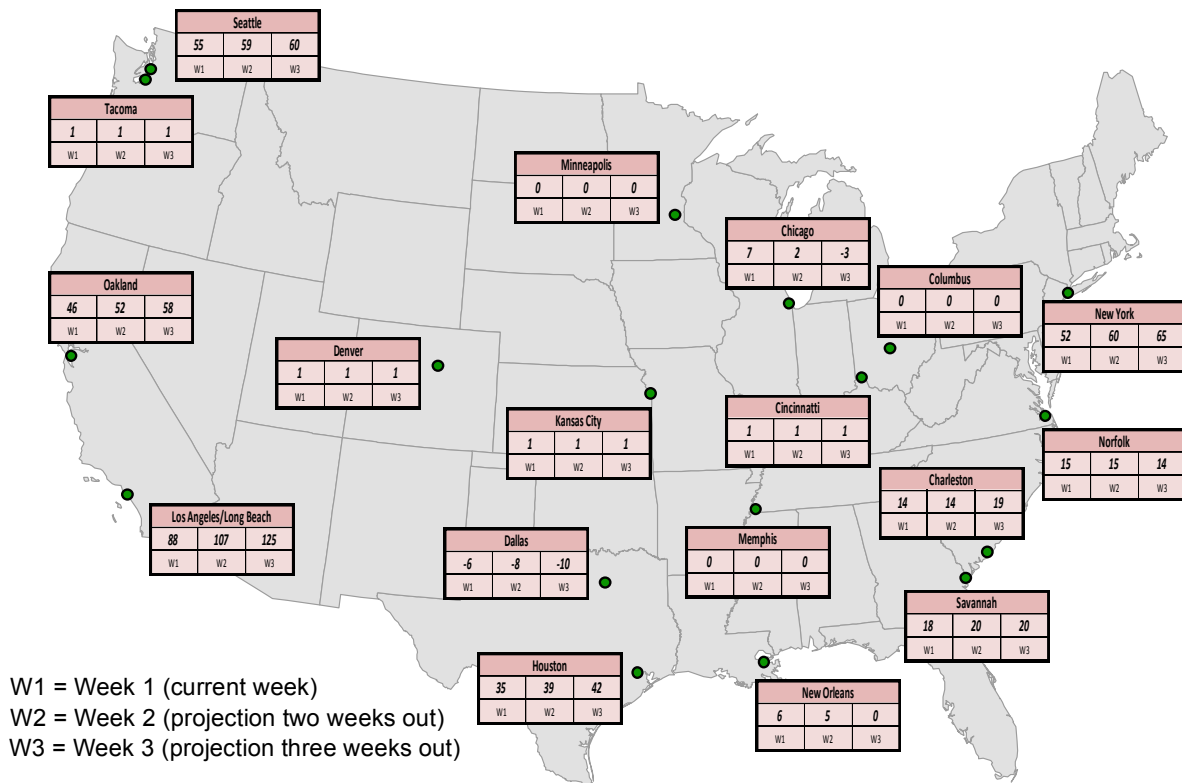 Seattle
55 59 60
W1 W2 W3
Tacoma
1 1 1
W1 W2 W3
Minneapolis
0 0 0
W1 W2 W3
Chicago
7 2 -3
W1 W2 W3
Columbus
0 0 0
W1 W2 W3
Oakland
46 52 58
W1 W2 W3
New York
52 60 65
W1 W2 W3
Denver
1 1 1
W1 W2 W3
Kansas City
1 1 1
W1 W2 W3
Cincinnatti
1 1 1
W1 W2 W3
Norfolk
15 15 14
W1 W2 W3
Charleston
14 14 19
W1 W2 W3
Los Angeles/Long Beach
88 107 125
W1 W2 W3
Dallas
-6 -8 -10
W1 W2 W3
Memphis
0 0 0
W1 W2 W3
Savannah
18 20 20
W1 W2 W3
Houston
35 39 42
W1 W2 W3
New Orleans
6 5 0
W1 W2 W3
W1 = Week 1 (current week)
W2 = Week 2 (projection two weeks out)
W3 = Week 3 (projection three weeks out)